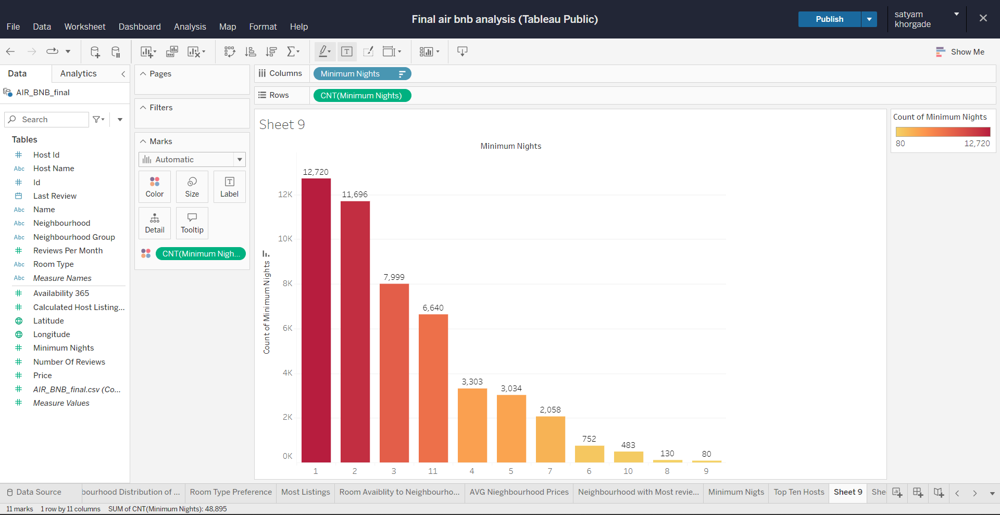 Final air bnb analysis (Tableau Public)
File Data Worksheet Dashboard Analysis Map Format Help
Publish
satyam
khorgade
Show Me
Data
Analytics
AIR_BNB_final
Search
Tables
Host Id
Abc Host Name
Id
Last Review
Abc Name
Abc Neighbourhood
Abc Neighbourhood Group
Reviews Per Month
Abc Room Type
Abc Measure Names
Availability 365
Calculated Host Listing...
Latitude
Longitude
Minimum Nights
Number Of Reviews
Price
AIR_BNB_final.csv (Co...
Measure Values
Pages
Filters
Marks
Automatic
Color Size Label
Detail Tooltip
CNT(Minimum Nigh...
Columns Minimum Nights
Rows CNT(Minimum Nights)
Sheet 9
Minimum Nights
Count of Minimum Nights
12K
10K
8K
6K
4K
2K
0K
12,720
11,696
7,999
6,640
3,303
3,034
2,058
752
483
130
80
1 2 3 11 4 5 7 6 10 8 9
Count of Minimum Nights
80 12,720
Data Source
bourhood Distribution of ...
Room Type Preference
Most Listings
Room Avaiblity to Neighbourho...
AVG Nieghbourhood Prices
Neighbourhood with Most revie...
Minimum Nigts
Top Ten Hosts
Sheet 9
She
11 marks 1 row by 11 columns SUM of CNT(Minimum Nights): 48,895